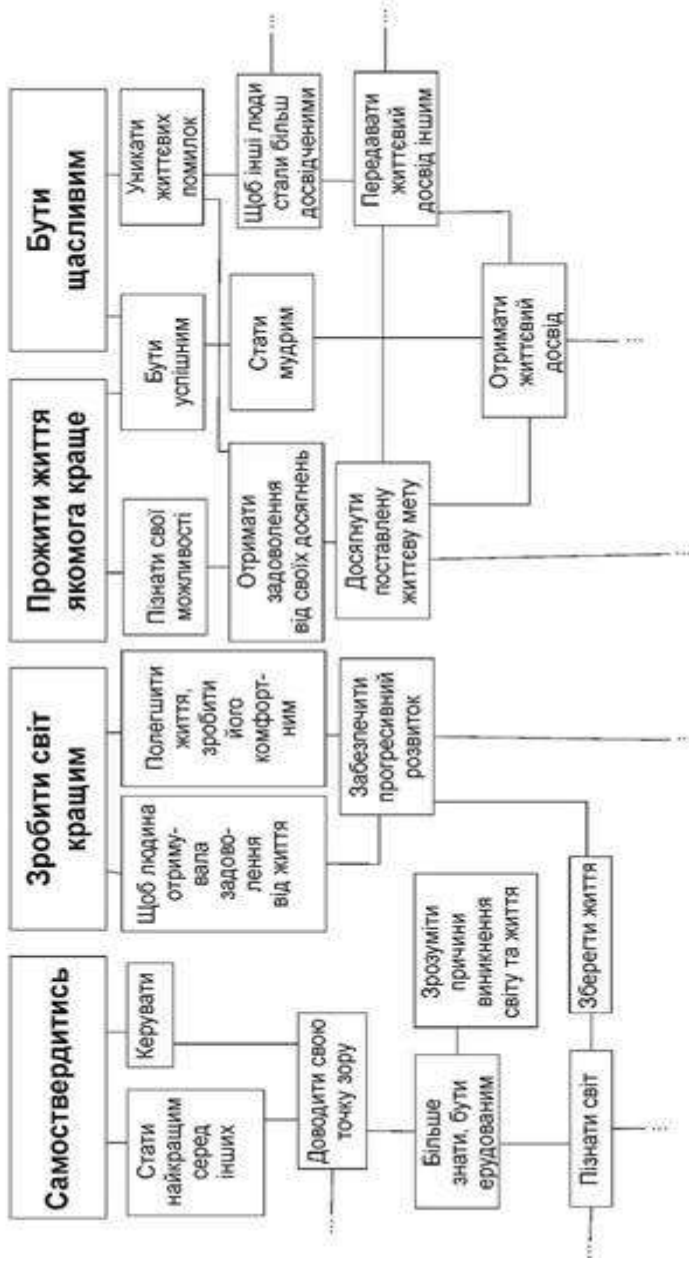 Самоствердитись
Зробити світ
кращим
Прожити життя
якомога краще
Бути
щасливим
Стати
найкращим
серед
інших
Керувати
Щоб людина
отриму-
вала
задово-
лення
від життя
Полегшити
життя,
зробити
його
комфорт-
ним
Пізнати свої
можливості
Бути
успішним
Уникати
життєвих
помилок
Отримати
задоволення
від своїх досягнень
Стати
мудрим
Щоб інші люди
стали більш
досвідченими
...
Доводити свою
точку зору
...
Забезпечити
прогресивний
розвиток
Досягнути
поставлену
життєву мету
Передавати
життєвий
досвід іншим
...
Більше
знати, бути
ерудованим
Зрозуміти
причини
виникнення
світу та життя
Отримати
життєвий
досвід
Пізнати світ
Зберегти життя
...
...
...
...
...